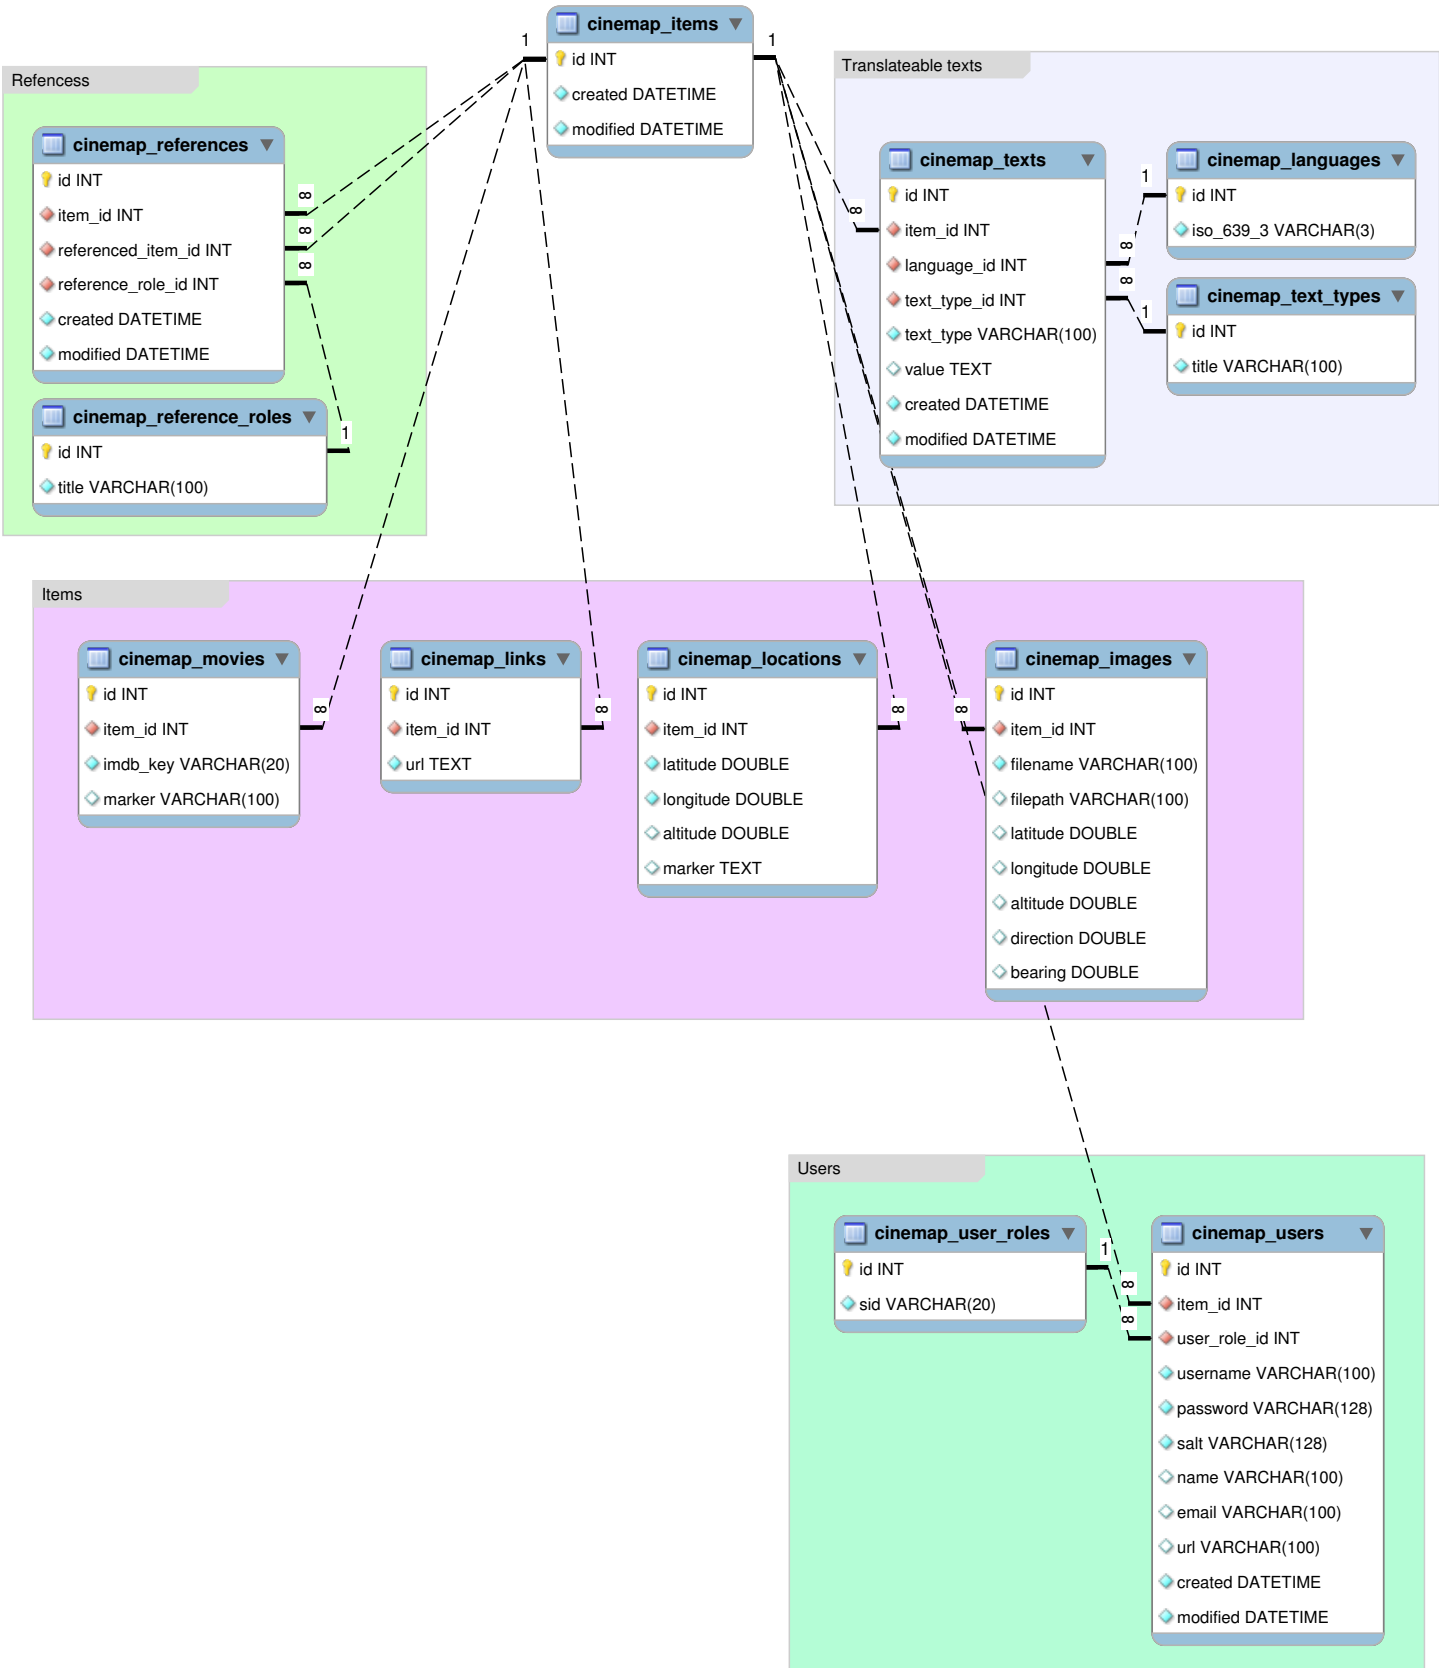 cinemap_items
id INT
created DATETIME
modified DATETIME
1
1
Refencess
cinemap_references
id INT
item_id INT
referenced_item_id INT
reference_role_id INT
created DATETIME
modified DATETIME
∞
∞
∞
cinemap_reference_roles
id INT
title VARCHAR(100)
1
Translateable texts
cinemap_texts
id INT
item_id INT
language_id INT
text_type_id INT
text_type VARCHAR(100)
value TEXT
created DATETIME
modified DATETIME
∞
∞
∞
1
1
cinemap_languages
id INT
iso_639_3 VARCHAR(3)
cinemap_text_types
id INT
title VARCHAR(100)
Items
cinemap_movies
id INT
item_id INT
imdb_key VARCHAR(20)
marker VARCHAR(100)
∞
cinemap_links
id INT
item_id INT
url TEXT
∞
cinemap_locations
id INT
item_id INT
latitude DOUBLE
longitude DOUBLE
altitude DOUBLE
marker TEXT
∞
∞
cinemap_images
id INT
item_id INT
filename VARCHAR(100)
filepath VARCHAR(100)
latitude DOUBLE
longitude DOUBLE
altitude DOUBLE
direction DOUBLE
bearing DOUBLE
Users
cinemap_user_roles
id INT
sid VARCHAR(20)
1
∞
∞
cinemap_users
id INT
item_id INT
user_role_id INT
username VARCHAR(100)
password VARCHAR(128)
salt VARCHAR(128)
name VARCHAR(100)
email VARCHAR(100)
url VARCHAR(100)
created DATETIME
modified DATETIME